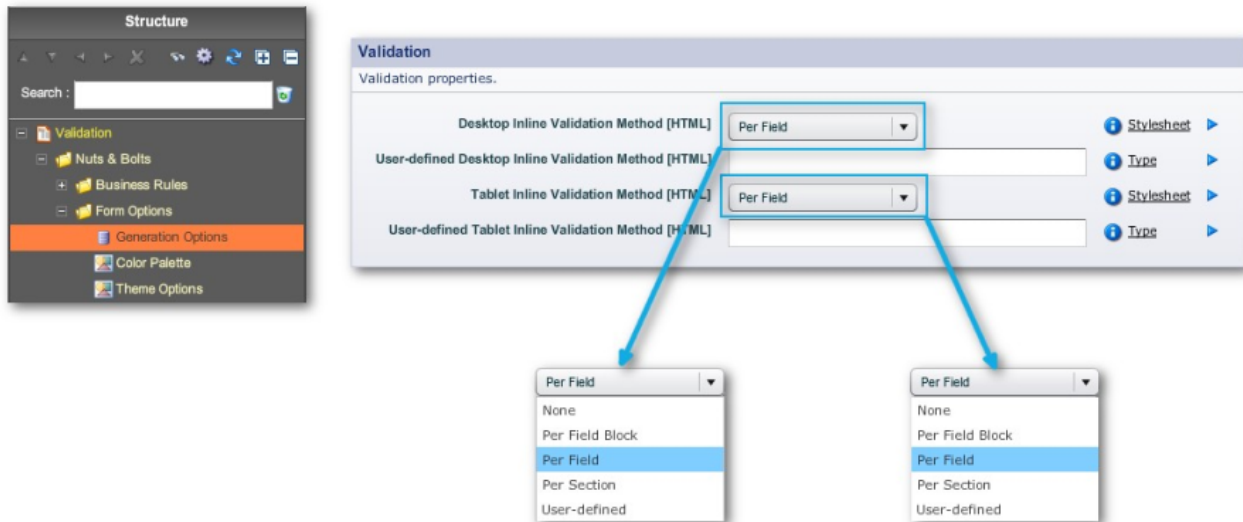 Structure
Search :
Validation
Nuts & Bolts
Business Rules
Form Options
Generation Options
Color Palette
Theme Options
Validation
Validation properties.
Desktop Inline Validation Method [HTML] Per Field Stylesheet
User-defined Desktop Inline Validation Method [HTML] Type
Tablet Inline Validation Method [HTML] Per Field Stylesheet
User-defined Tablet Inline Validation Method [HTML] Type
Per Field
None
Per Field Block
Per Field
Per Section
User-defined
Per Field
None
Per Field Block
Per Field
Per Section
User-defined